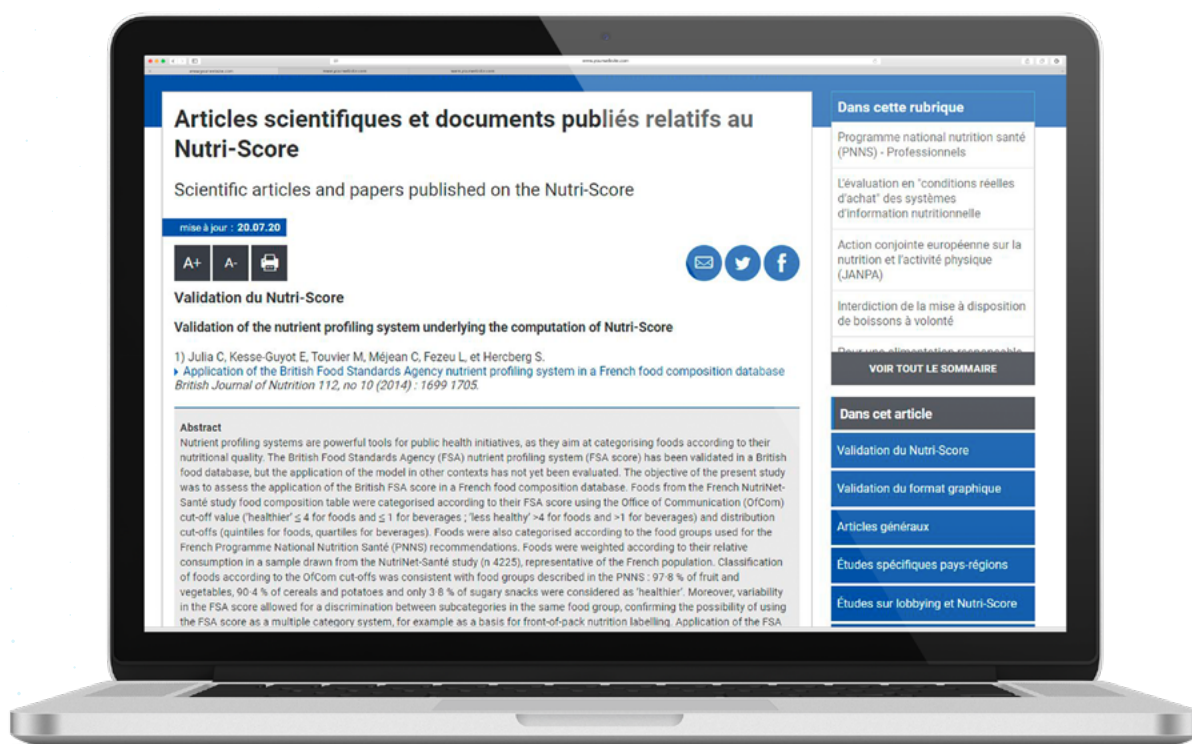 www.yourwebsite.com
Articles scientifiques et documents publiés relatifs au
Nutri-Score
Scientific articles and papers published on the Nutri-Score
mise à jour : 20.07.20
A+ A-
Validation du Nutri-Score
Validation of the nutrient profiling system underlying the computation of Nutri-Score
1) Julia C, Kesse-Guyot E, Touvier M, Méjean C, Fezeu L, et Hercberg S.
Application of the British Food Standards Agency nutrient profiling system in a French food composition database
British Journal of Nutrition 112, no 10 (2014) : 1699 1705.
Abstract
Nutrient profiling systems are powerful tools for public health initiatives, as they aim at categorising foods according to their
nutritional quality. The British Food Standards Agency (FSA) nutrient profiling system (FSA score) has been validated in a British
food database, but the application of the model in other contexts has not yet been evaluated. The objective of the present study
was to assess the application of the British FSA score in a French food composition database. Foods from the French NutriNet-
Santé study food composition table were categorised according to their FSA score using the Office of Communication (OfCom)
cut-off value ('healthier' ≤ 4 for foods and ≤ 1 for beverages ; 'less healthy' >4 for foods and >1 for beverages) and distribution
cut-offs (quintiles for foods, quartiles for beverages). Foods were also categorised according to the food groups used for the
French Programme National Nutrition Santé (PNNS) recommendations. Foods were weighted according to their relative
consumption in a sample drawn from the NutriNet-Santé study (n 4225), representative of the French population. Classification
of foods according to the OfCom cut-offs was consistent with food groups described in the PNNS : 97·8 % of fruit and
vegetables, 90·4 % of cereals and potatoes and only 3·8 % of sugary snacks were considered as 'healthier'. Moreover, variability
in the FSA score allowed for a discrimination between subcategories in the same food group, confirming the possibility of using
the FSA score as a multiple category system, for example as a basis for front-of-pack nutrition labelling. Application of the FSA
Dans cette rubrique
Programme national nutrition santé
(PNNS) - Professionnels
L'évaluation en "conditions réelles
d'achat" des systèmes
d'information nutritionnelle
Action conjointe européenne sur la
nutrition et l'activité physique
(JANPA)
Interdiction de la mise à disposition
de boissons à volonté
Pour une alimentation responsable
VOIR TOUT LE SOMMAIRE
Dans cet article
Validation du Nutri-Score
Validation du format graphique
Articles généraux
Études spécifiques pays-régions
Études sur lobbying et Nutri-Score